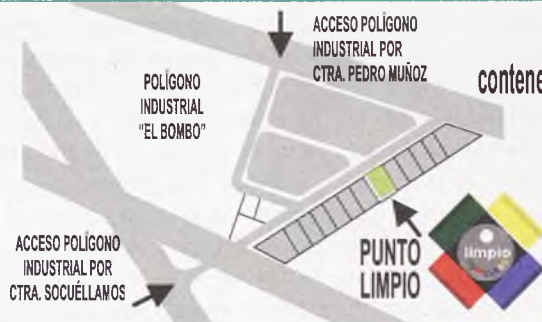 ACCESO POLÍGONO
INDUSTRIAL POR
CTRA. PEDRO MUÑOZ
POLÍGONO
INDUSTRIAL
"EL BOMBO"
ACCESO POLÍGONO
INDUSTRIAL POR
CTRA. SOCUÉLLAMOS
PUNTO
LIMPIO
limpio